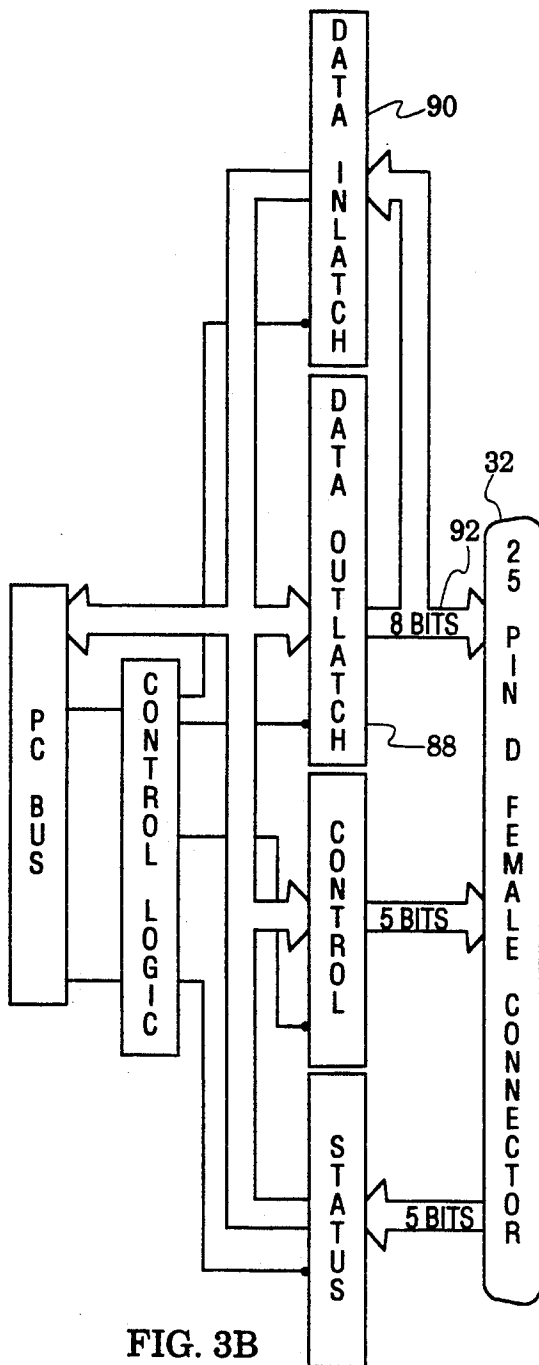 DATA INLATCH
90
DATA OUTLATCH
88
92
8 BITS
32
25 PIN D FEMALE CONNECTOR
PC BUS
CONTROL LOGIC
CONTROL
5 BITS
STATUS
5 BITS
FIG. 3B